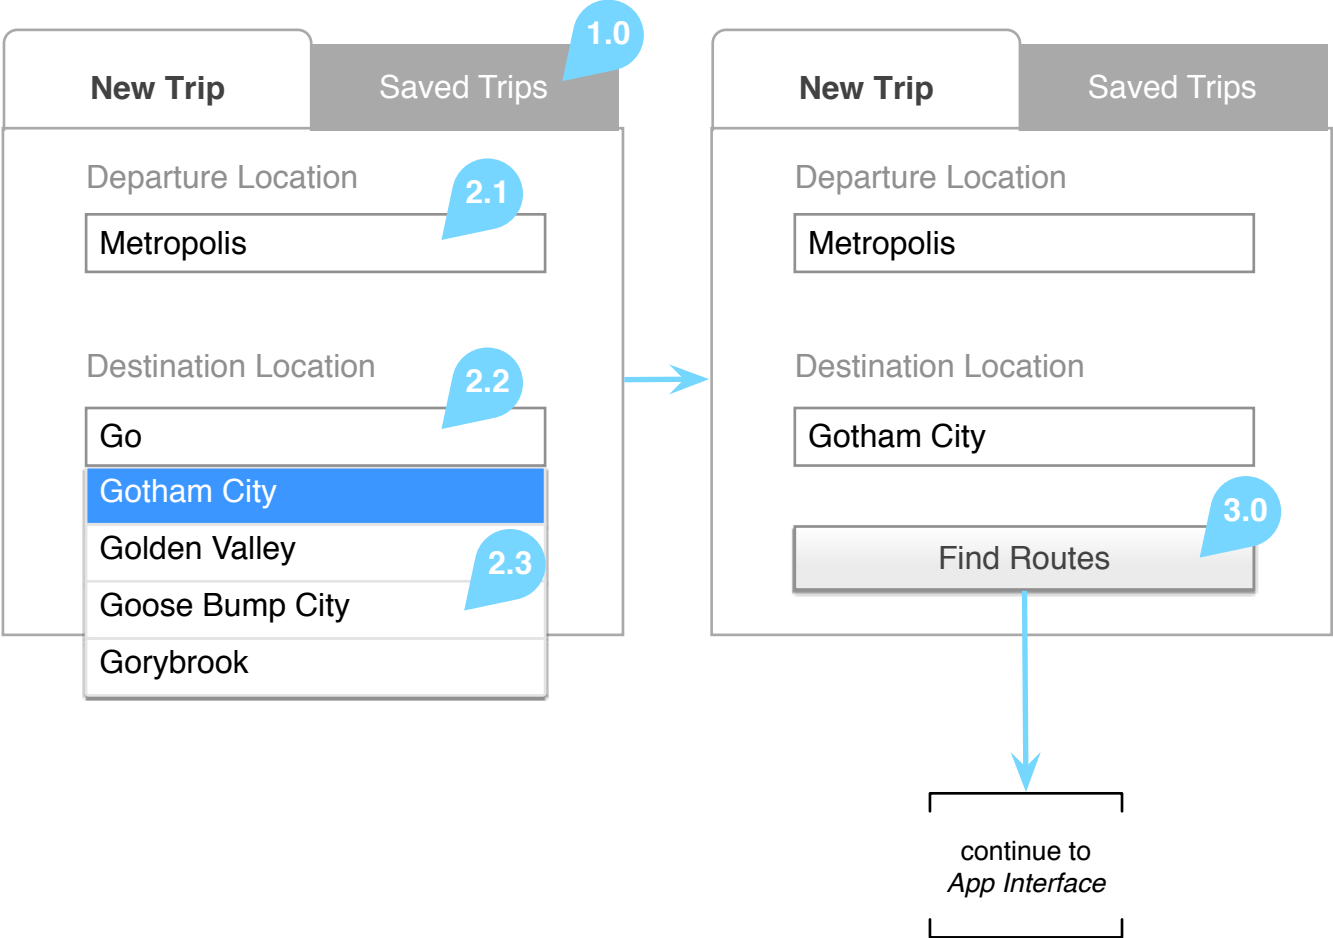 New Trip
Saved Trips
1.0
Departure Location
2.1
Metropolis
Destination Location
2.2
Go
Gotham City
Golden Valley
2.3
Goose Bump City
Gorybrook
New Trip
Saved Trips
Departure Location
Metropolis
Destination Location
Gotham City
3.0
Find Routes
continue to
App Interface